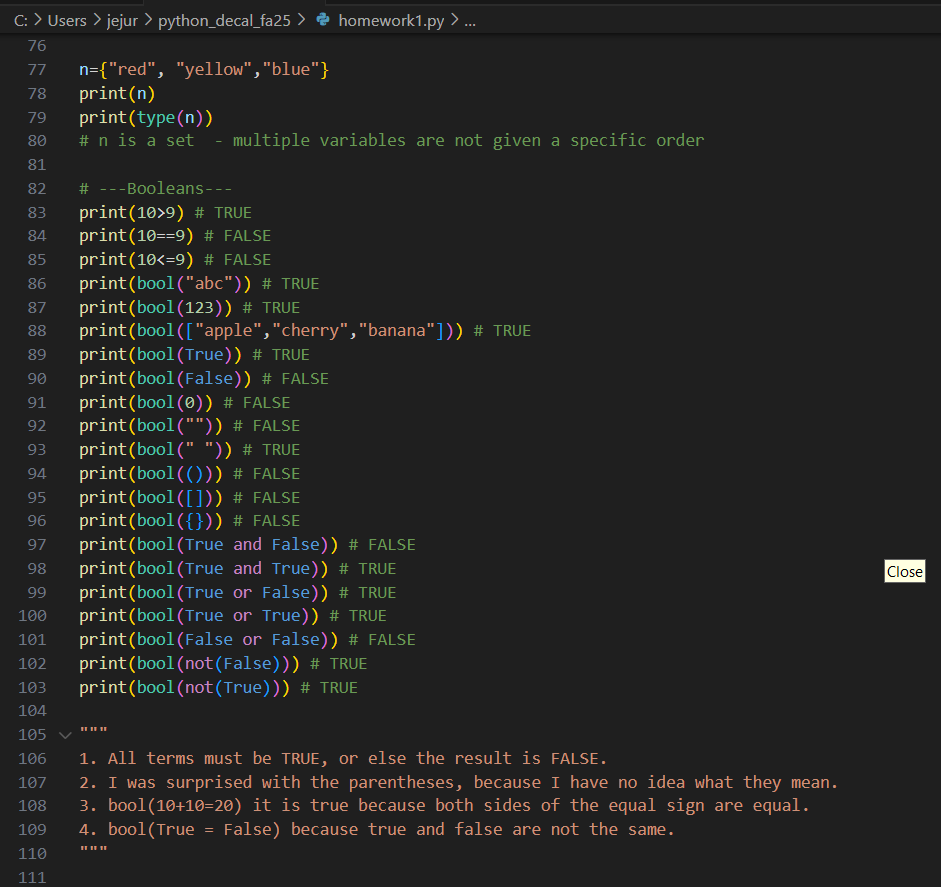 C: > Users > jejur > python_decal_fa25 > homework1.py > ...
76
77 n={"red", "yellow","blue"}
78 print(n)
79 print(type(n))
80 # n is a set  - multiple variables are not given a specific order
81
82 # ---Booleans---
83 print(10>9) # TRUE
84 print(10==9) # FALSE
85 print(10<=9) # FALSE
86 print(bool("abc")) # TRUE
87 print(bool(123)) # TRUE
88 print(bool(["apple","cherry","banana"])) # TRUE
89 print(bool(True)) # TRUE
90 print(bool(False)) # FALSE
91 print(bool(0)) # FALSE
92 print(bool("")) # FALSE
93 print(bool(" ")) # TRUE
94 print(bool(())) # FALSE
95 print(bool([])) # FALSE
96 print(bool({})) # FALSE
97 print(bool(True and False)) # FALSE
98 print(bool(True and True)) # TRUE
Close
99 print(bool(True or False)) # TRUE
100 print(bool(True or True)) # TRUE
101 print(bool(False or False)) # FALSE
102 print(bool(not(False))) # TRUE
103 print(bool(not(True))) # TRUE
104
105 """
106 1. All terms must be TRUE, or else the result is FALSE.
107 2. I was surprised with the parentheses, because I have no idea what they mean.
108 3. bool(10+10=20) it is true because both sides of the equal sign are equal.
109 4. bool(True = False) because true and false are not the same.
110 """
111